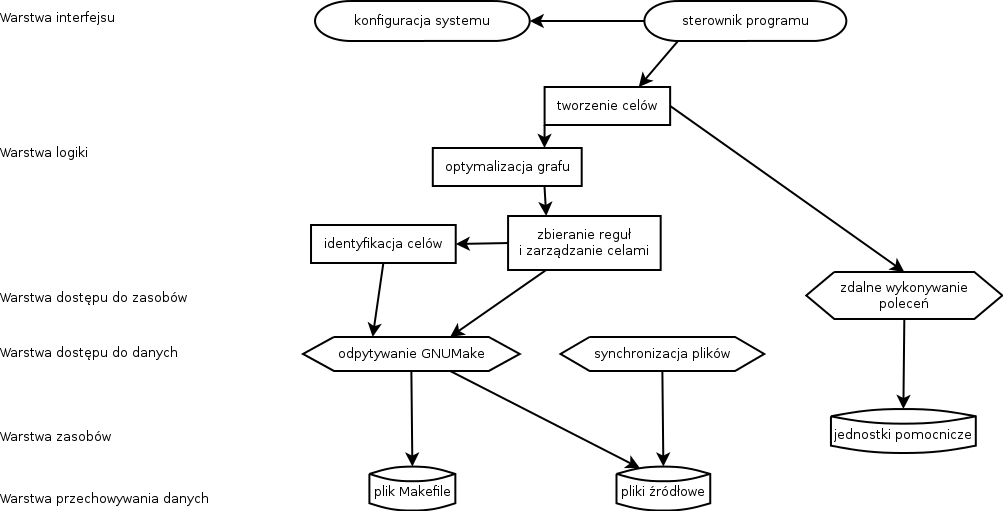 Warstwa interfejsu
konfiguracja systemu
sterownik programu
tworzenie celów
Warstwa logiki
optymalizacja grafu
identyfikacja celów
zbieranie reguł
i zarządzanie celami
Warstwa dostępu do zasobów
zdalne wykonywanie
poleceń
Warstwa dostępu do danych
odpytywanie GNUMake
synchronizacja plików
Warstwa zasobów
jednostki pomocnicze
Warstwa przechowywania danych
plik Makefile
pliki źródłowe